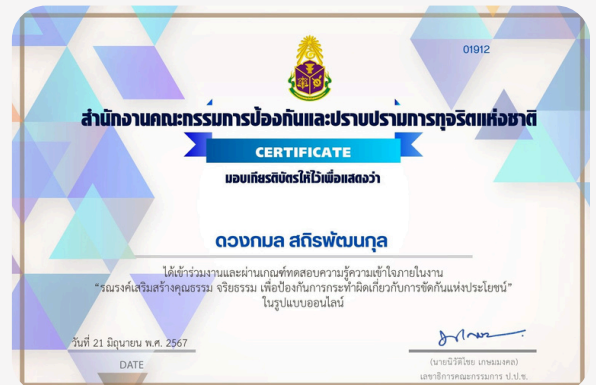 01912
สำนักงานคณะกรรมการป้องกันและปราบปรามการทุจริตแห่งชาติ
CERTIFICATE
มอบเกียรติบัตรให้ไว้เพื่อแสดงว่า
ดวงกมล สถิรพัฒนกุล
ได้เข้าร่วมงานและผ่านเกณฑ์ทดสอบความรู้ความเข้าใจภายในงาน
“รณรงค์เสริมสร้างคุณธรรม จริยธรรม เพื่อป้องกันการกระทำผิดเกี่ยวกับการขัดกันแห่งประโยชน์”
ในรูปแบบออนไลน์
วันที่ 21 มิถุนายน พ.ศ. 2567
DATE
(นายนิวัติไชย เกษมมงคล)
เลขาธิการคณะกรรมการ ป.ป.ช.